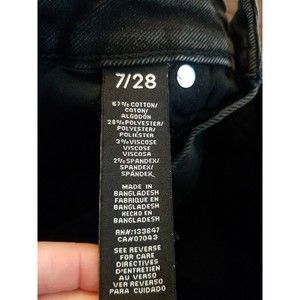 7/28
67% COTTON/
COTON/
ALGODÓN
28% POLYESTER/
POLYESTER/
POLIÉSTER
3% VISCOSE
VISCOSE
VISCOSA
2% SPANDEX/
SPANDEX/
SPANDEX
MADE IN
BANGLADESH
FABRIQUE EN
BANGLADESH
HECHO EN
BANGLADESH
RN#:133647
CA#07043
SEE REVERSE
FOR CARE
DIRECTIVES
D'ENTRETIEN
AU VERSO
VER REVERSO
PARA CUIDADO